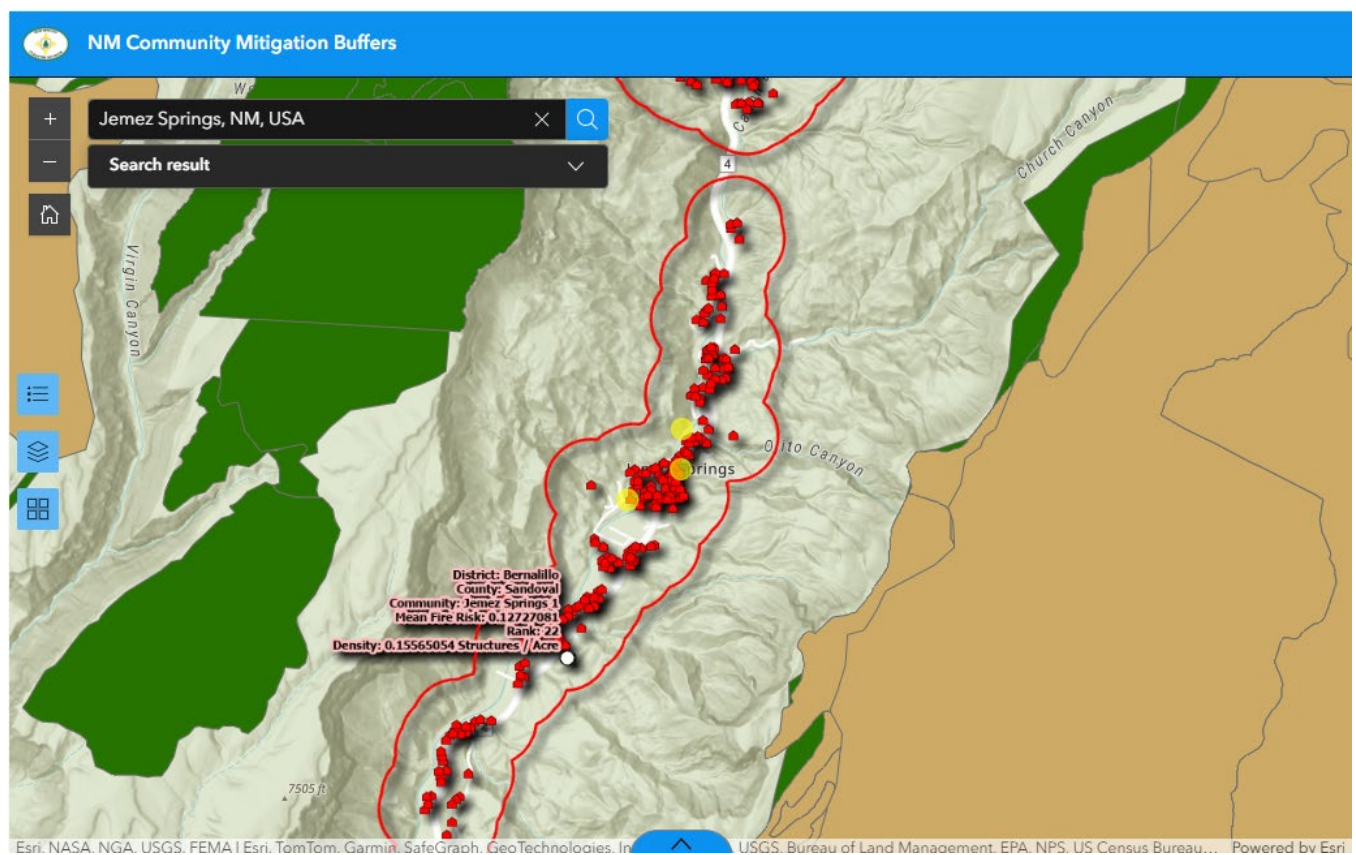 NM Community Mitigation Buffers
Jemez Springs, NM, USA
Search result
4
Church Canyon
Virgin Canyon
Canyon
District: Bernalillo
County: Sandoval
Community: Jemez Springs 1
Mean Fire Risk: 0.12727081
Rank: 22
Density: 0.15565054 Structures / Acre
7505 ft
Esri, NASA, NGA, USGS, FEMA | Esri, TomTom, Garmin, SafeGraph, GeoTechnologies, In
USGS, Bureau of Land Management, EPA, NPS, US Census Bureau... Powered by Esri